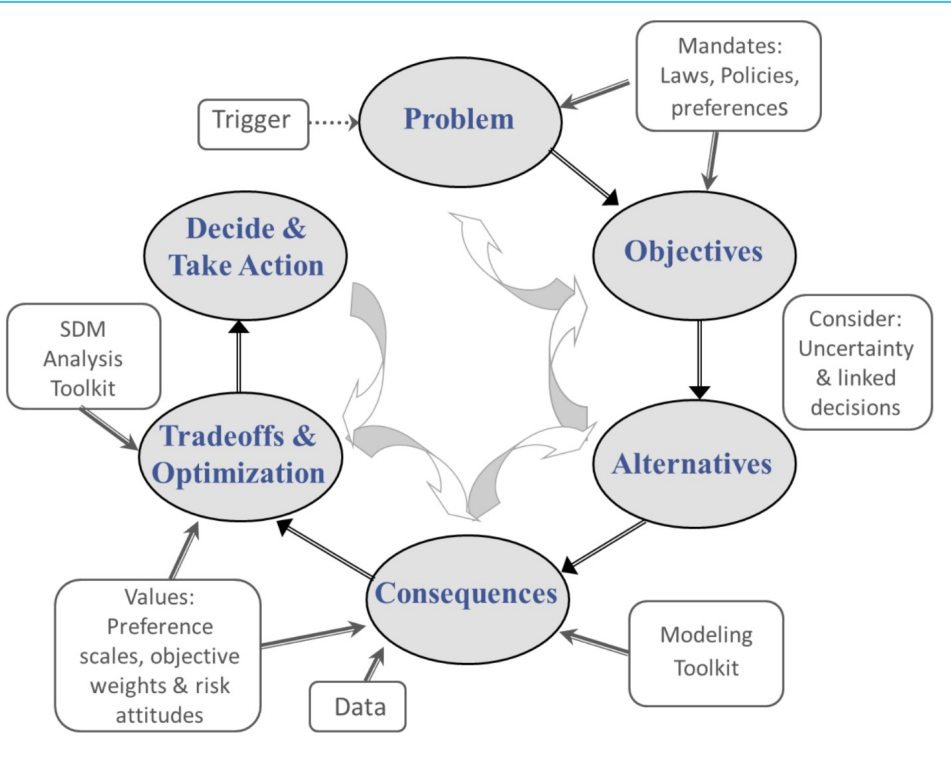 Mandates:
Laws, Policies,
preferences
Trigger
Problem
Decide &
Take Action
Objectives
SDM
Analysis
Toolkit
Consider:
Uncertainty
& linked
decisions
Tradeoffs &
Optimization
Alternatives
Consequences
Values:
Preference
scales, objective
weights & risk
attitudes
Data
Modeling
Toolkit